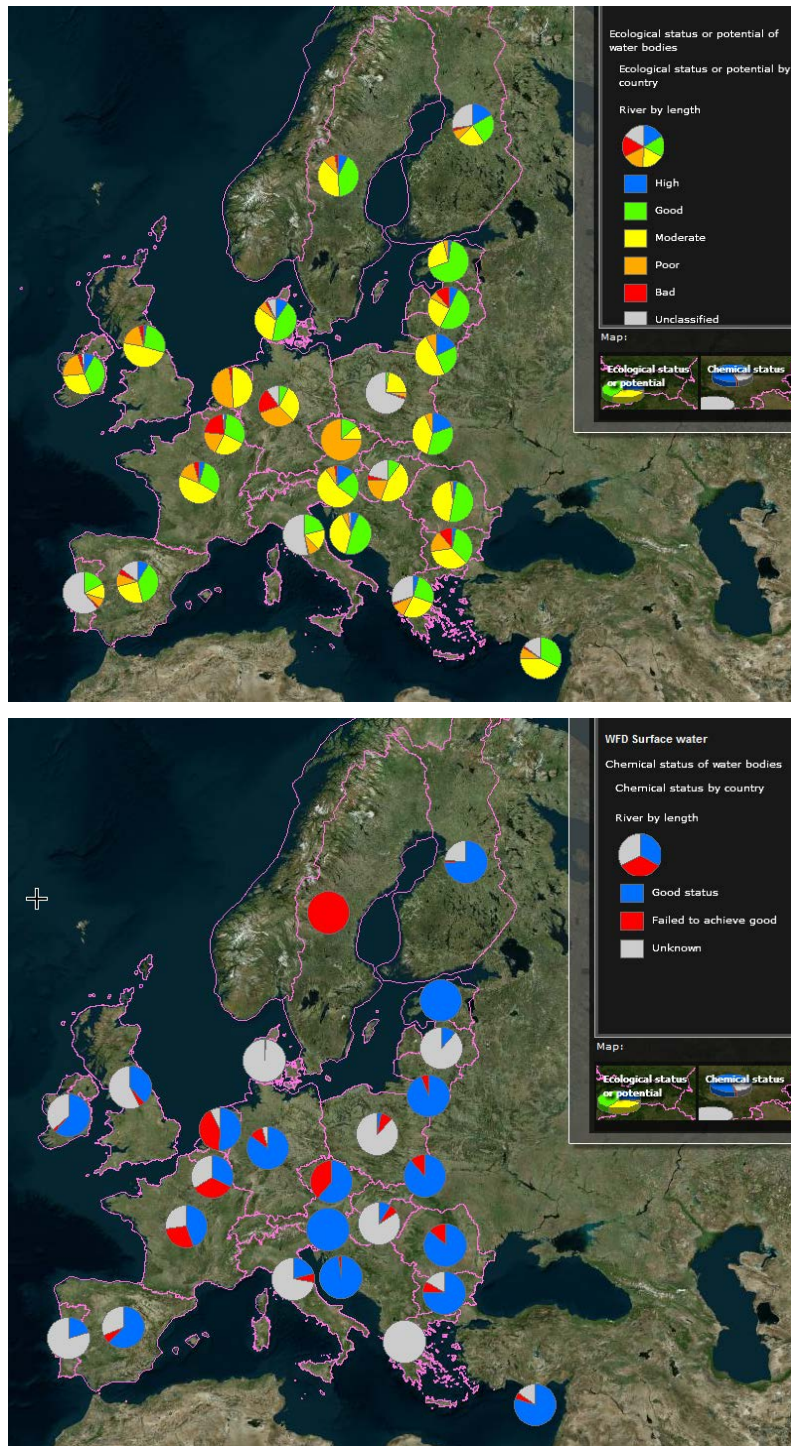 Ecological status or potential of
water bodies
Ecological status or potential by
country
River by length
High
Good
Moderate
Poor
Bad
Unclassified
Map:
Ecological status
or potential
Chemical status
WFD Surface water
Chemical status of water bodies
Chemical status by country
River by length
Good status
Failed to achieve good
Unknown
Map:
Ecological status
or potential
Chemical status